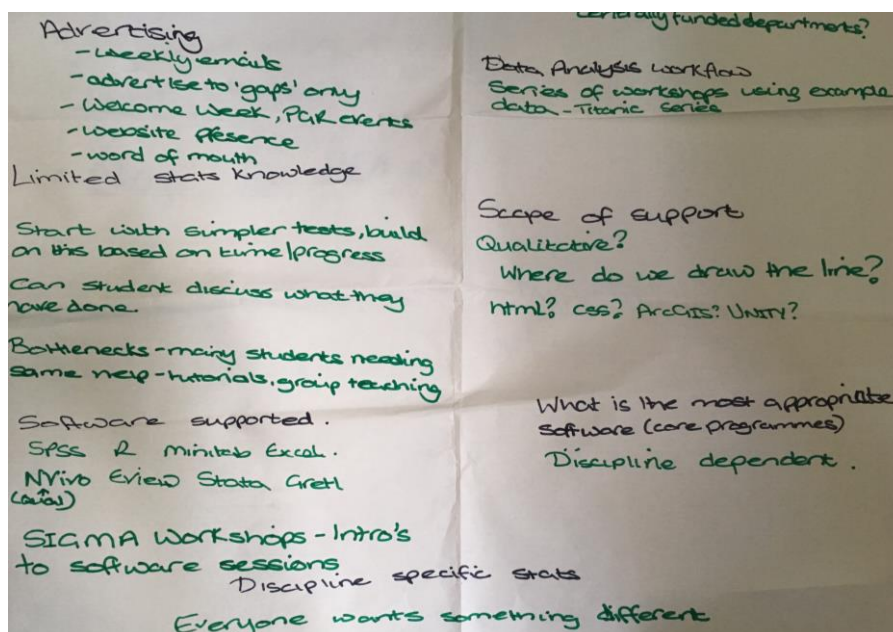 Advertising
- weekly emails
- advertise to 'gaps' only
- Welcome Week, PGR events
- website presence
- word of mouth
Limited stats knowledge
Start with simpler tests, build
on this based on time/progress
Can student discuss what they
have done.
Bottlenecks - many students needing
same help - tutorials, group teaching
Software supported.
SPSS R Minitab Excel.
NVivo Eview Stata Gretl
(qual)
SIGMA Workshops - Intro's
to software sessions
Discipline specific stats
Everyone wants something different
funded departments?
Data Analysis workflow
Series of workshops using example
data - Titanic series
Scope of support
Qualitative?
Where do we draw the line?
html? css? ArcGIS? UNITY?
What is the most appropriate
software (core programmes)
Discipline dependent.